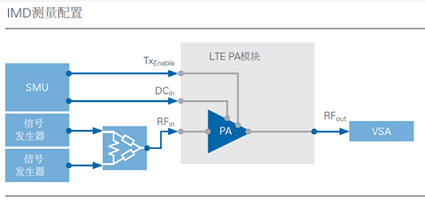 IMD测量配置
TxEnable
LTE PA模块
SMU
DCin
信号
发生器
RFin
PA
RFout
VSA
信号
发生器